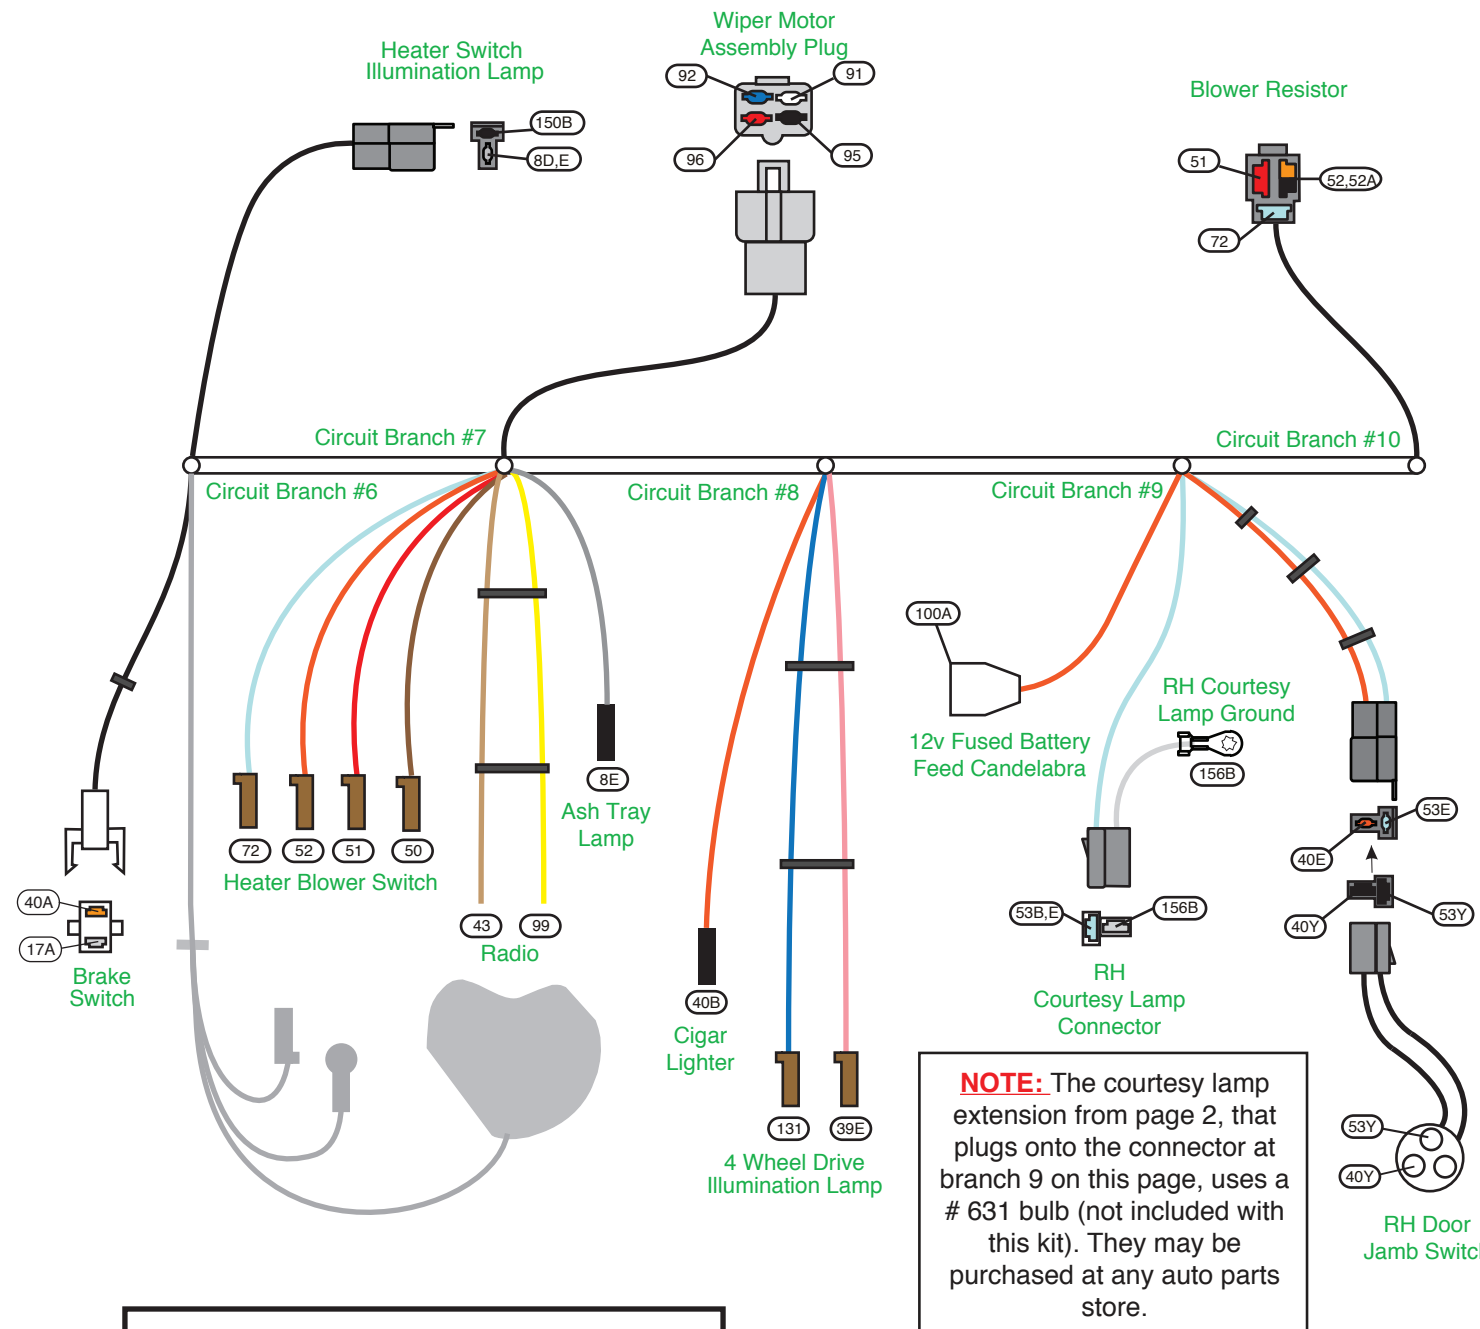 Wiper Motor
Assembly Plug
Heater Switch
Illumination Lamp
Blower Resistor
92
91
96
95
150B
8D,E
51
52,52A
72
Circuit Branch #7
Circuit Branch #10
Circuit Branch #6
Circuit Branch #8
Circuit Branch #9
100A
12v Fused Battery
Feed Candelabra
RH Courtesy
Lamp Ground
156B
8E
Ash Tray
Lamp
72
52
51
50
Heater Blower Switch
40A
17A
Brake
Switch
43
99
Radio
53E
40E
53Y
40Y
53B,E
156B
RH
Courtesy Lamp
Connector
40B
Cigar
Lighter
131
39E
4 Wheel Drive
Illumination Lamp
NOTE: The courtesy lamp
extension from page 2, that
plugs onto the connector at
branch 9 on this page, uses a
# 631 bulb (not included with
this kit). They may be
purchased at any auto parts
store.
53Y
40Y
RH Door
Jamb Switc